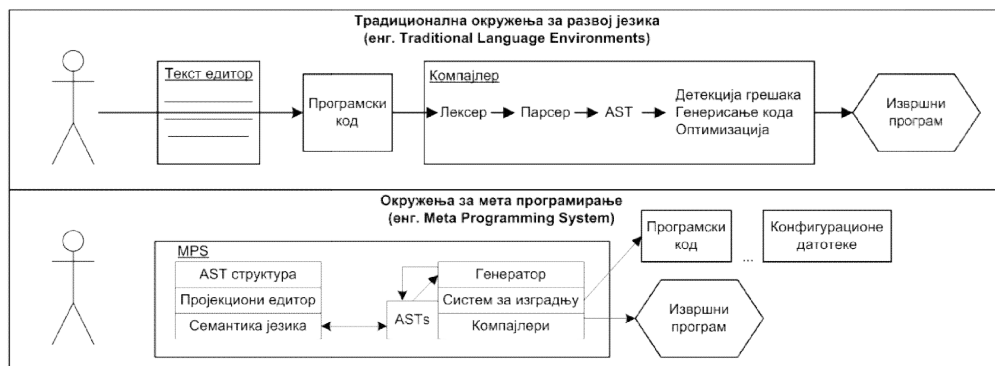 Традиционална окружења за развој језика
(енг. Traditional Language Environments)
Текст едитор
Програмски
код
Компајлер
Лексер
Парсер
AST
Детекција грешака
Генерисање кода
Оптимизација
Извршни
програм
Окружења за мета програмирање
(енг. Meta Programming System)
MPS
AST структура
Пројекциони едитор
Семантика језика
ASTs
Генератор
Систем за изградњу
Компајлери
Програмски
код
...
Конфигурационе
датотеке
Извршни
програм